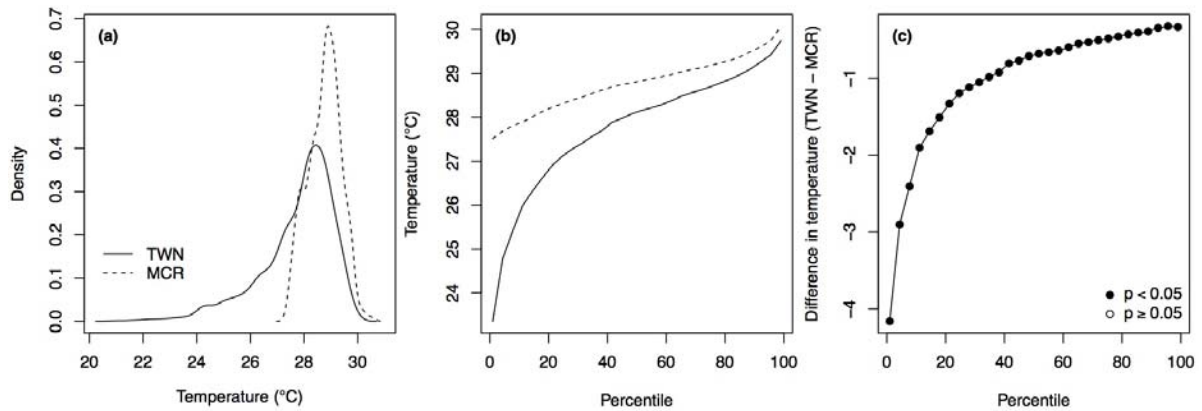 (a)
0.7
0.6
0.5
0.4
0.3
0.2
0.1
0.0
Density
TWN
MCR
20 22 24 26 28 30
Temperature (°C)
(b)
30
29
28
27
26
25
24
Temperature (°C)
0 20 40 60 80 100
Percentile
(c)
-1
-2
-3
-4
Difference in temperature (TWN − MCR)
p < 0.05
p ≥ 0.05
0 20 40 60 80 100
Percentile